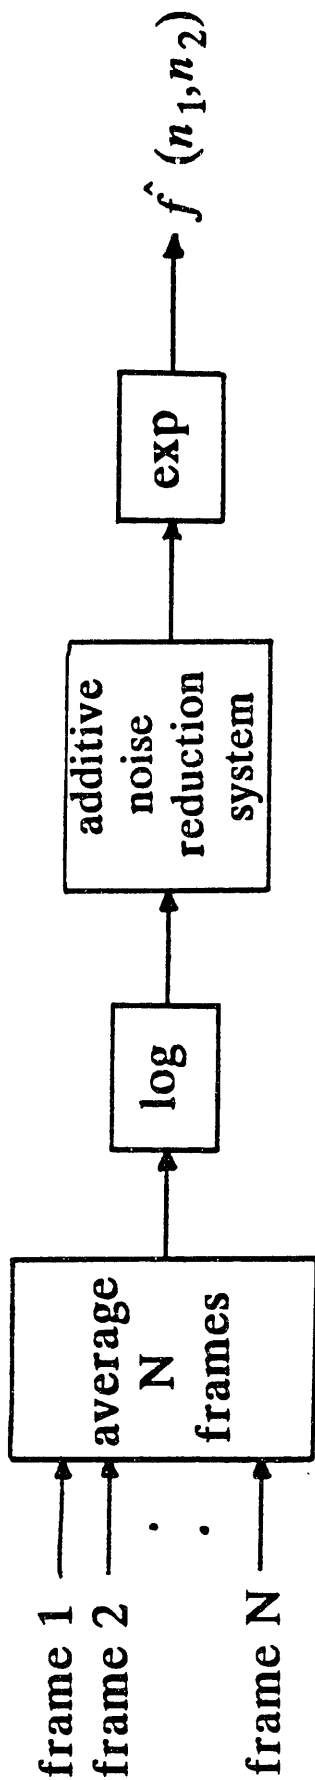 frame 1
frame 2
frame N
average
N
frames
log
additive
noise
reduction
system
exp
f̂ (n₁,n₂)